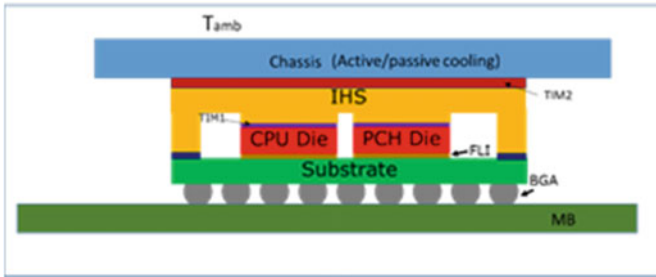 Tamb
Chassis (Active/passive cooling)
TIM2
IHS
TIM1
CPU Die
PCH Die
FLI
Substrate
BGA
MB